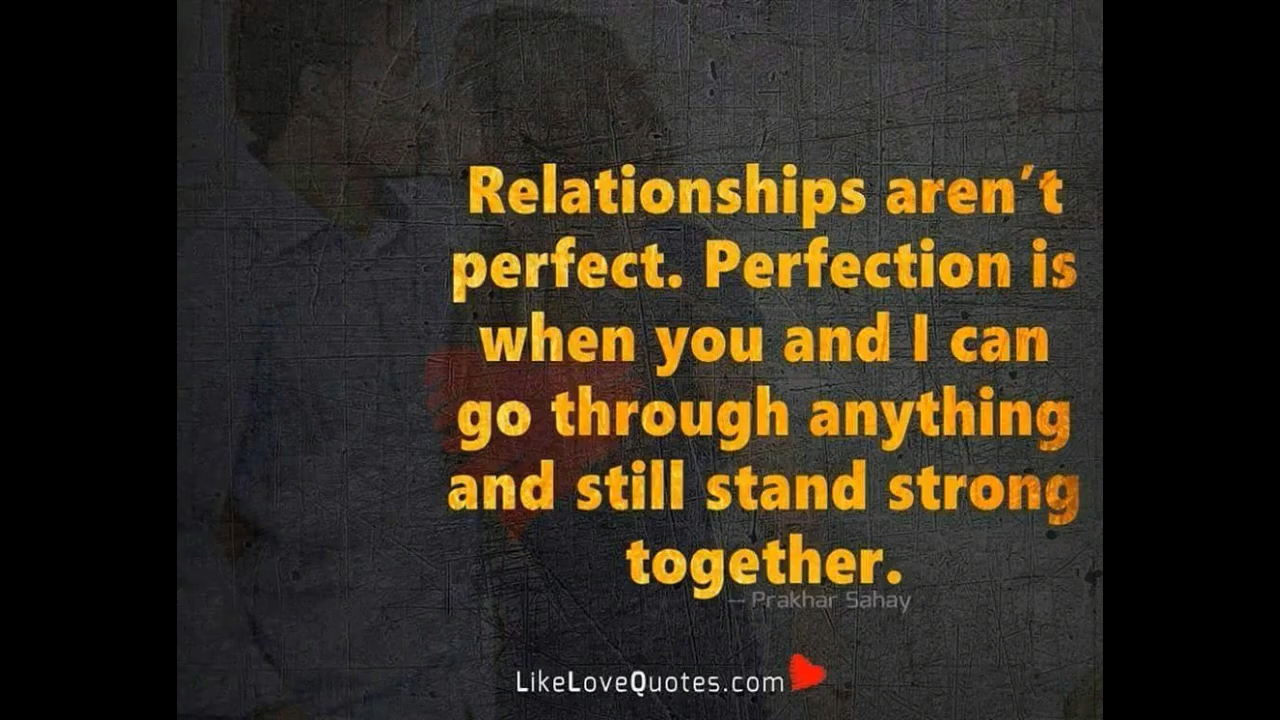 Relationships aren´t
perfect. Perfection is
when you and I can
go through anything
and still stand strong
together.
— Prakhar Sahay
LikeLoveQuotes.com